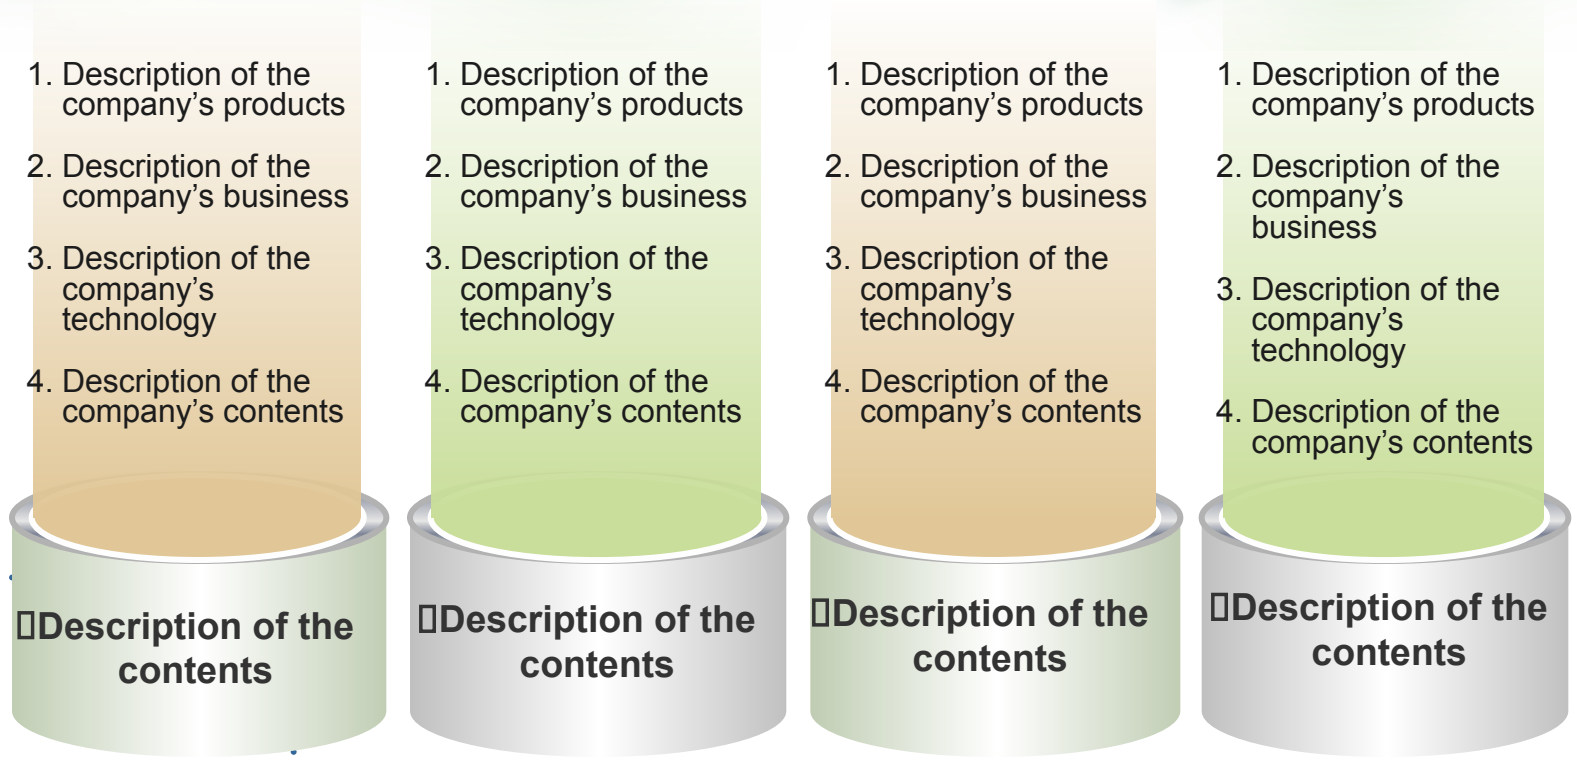 1. Description of the
company’s products
2. Description of the
company’s business
3. Description of the
company’s
technology
4. Description of the
company’s contents
▯Description of the
contents
1. Description of the
company’s products
2. Description of the
company’s business
3. Description of the
company’s
technology
4. Description of the
company’s contents
▯Description of the
contents
1. Description of the
company’s products
2. Description of the
company’s business
3. Description of the
company’s
technology
4. Description of the
company’s contents
▯Description of the
contents
1. Description of the
company’s products
2. Description of the
company’s
business
3. Description of the
company’s
technology
4. Description of the
company’s contents
▯Description of the
contents